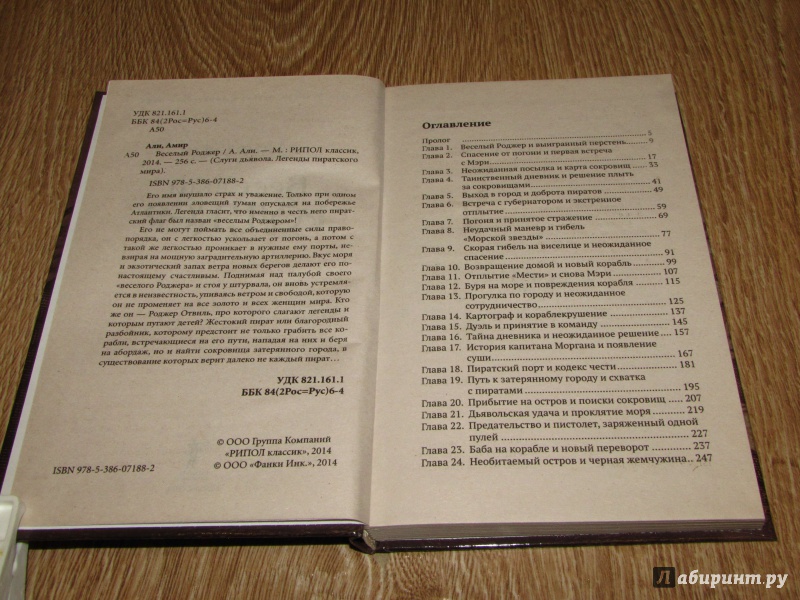 УДК 821.161.1
ББК 84(2Рос=Рус)6-4
А50
Али, Амир
А50 Веселый Роджер / А. Али. — М. : РИПОЛ классик,
2014. — 256 с. — (Слуги дьявола. Легенды пиратского
мира).
ISBN 978-5-386-07188-2
Его имя внушало страх и уважение. Только при одном
его появлении зловещий туман опускался на побережье
Атлантики. Легенда гласит, что именно в честь него пират-
ский флаг был назван «веселым Роджером»!
Его не могут поймать все объединенные силы право-
порядка, он с легкостью ускользает от погони, а потом с
такой же легкостью проникает в нужные ему порты, не-
взирая на мощную заградительную артиллерию. Вкус моря
и экзотический запах ветра новых берегов делают его по-
настоящему счастливым. Поднимая над палубой своего
«веселого Роджера» и стоя у штурвала, он вновь устремля-
ется в неизвестность, упиваясь ветром и свободой, которую
он не променяет на все золото и всех женщин мира. Кто
же он — Роджер Отвиль, про которого слагают легенды и
которым пугают детей? Жестокий пират или благородный
разбойник, которому предстоит не только грабить все ко-
рабли, встречающиеся на его пути, нападая на них и беря
на абордаж, но и найти сокровища затерянного города, в
существование которых верит далеко не каждый пират...
УДК 821.161.1
ББК 84(2Рос=Рус)6-4
© ООО Группа Компаний
«РИПОЛ классик», 2014
ISBN 978-5-386-07188-2 © ООО «Фанки Инк.», 2014
Оглавление
Пролог 5
Глава 1. Веселый Роджер и выигранный перстень 9
Глава 2. Спасение от погони и первая встреча
с Мэри 17
Глава 3. Неожиданная посылка и карта сокровищ 33
Глава 4. Таинственный дневник и решение плыть
за сокровищами 41
Глава 5. Выход в город и доброта пиратов 49
Глава 6. Встреча с губернатором и экстренное
отплытие 59
Глава 7. Погоня и принятое стражение 69
Глава 8. Неудачный маневр и гибель
«Морской звезды» 77
Глава 9. Скорая гибель на виселице и неожиданное
спасение 91
Глава 10. Возвращение домой и новый корабль 99
Глава 11. Отплытие «Мести» и снова Мэри 107
Глава 12. Буря на море и повреждения корабля 115
Глава 13. Прогулка по городу и неожиданное
сотрудничество 125
Глава 14. Картограф и кораблекрушение 137
Глава 15. Дуэль и принятие в команду 145
Глава 16. Тайна дневника и неожиданное решение 157
Глава 17. История капитана Моргана и появление
суши 167
Глава 18. Пиратский порт и кодекс чести 181
Глава 19. Путь к затерянному городу и схватка
с пиратами 195
Глава 20. Прибытие на остров и поиски сокровищ 207
Глава 21. Дьявольская удача и проклятие моря 219
Глава 22. Предательство и пистолет, заряженный одной
пулей 227
Глава 23. Баба на корабле и новый переворот 237
Глава 24. Необитаемый остров и черная жемчужина 247
Лабиринт.ру